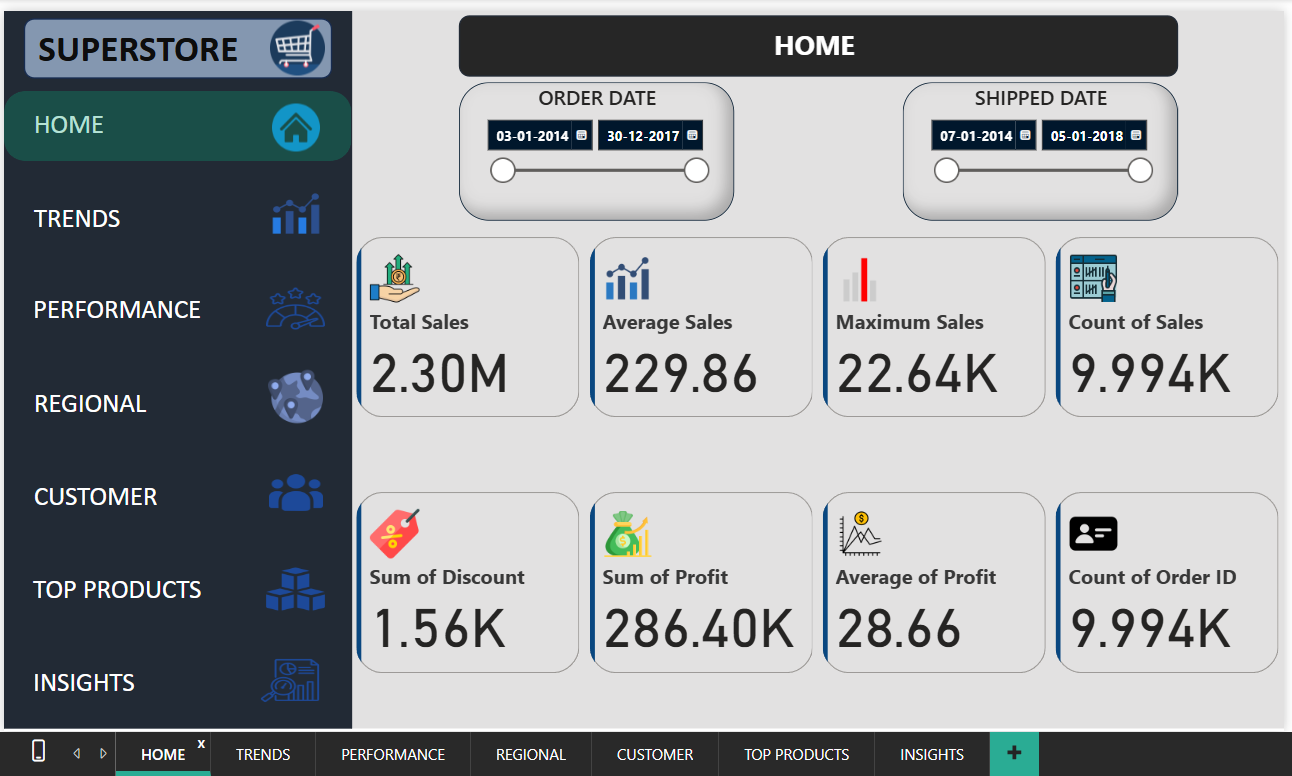 SUPERSTORE
HOME
TRENDS
PERFORMANCE
REGIONAL
CUSTOMER
TOP PRODUCTS
INSIGHTS
HOME
ORDER DATE
03-01-2014 30-12-2017
SHIPPED DATE
07-01-2014 05-01-2018
Total Sales
2.30M
Average Sales
229.86
Maximum Sales
22.64K
Count of Sales
9.994K
Sum of Discount
1.56K
Sum of Profit
286.40K
Average of Profit
28.66
Count of Order ID
9.994K
HOME x TRENDS PERFORMANCE REGIONAL CUSTOMER TOP PRODUCTS INSIGHTS +